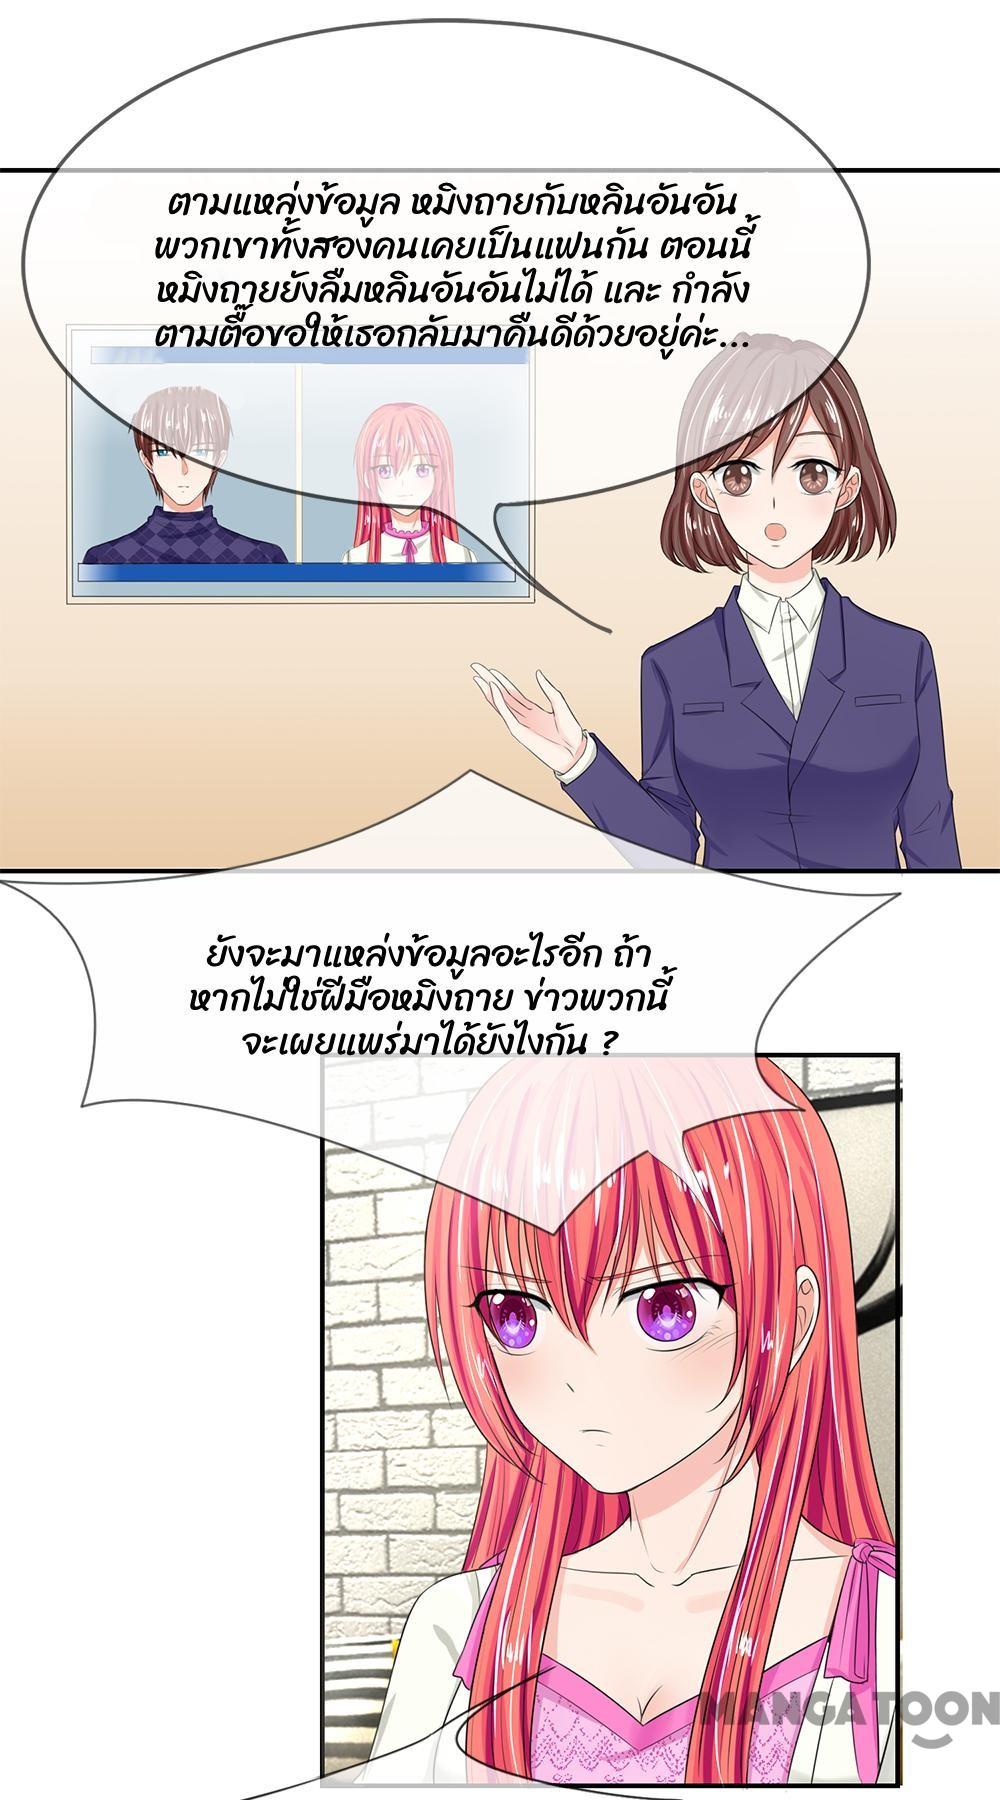 ตามแหล่งข้อมูล หมิงถายกับหลินอันอัน
พวกเขาทั้งสองคนเคยเป็นแฟนกัน ตอนนี้
หมิงถายยังลืมหลินอันอันไม่ได้ และ กำลัง
ตามตื๊อขอให้เธอกลับมาคืนดีด้วยอยู่ค่ะ...
ยังจะมาแหล่งข้อมูลอะไรอีก ถ้า
หากไม่ใช่ฝีมือหมิงถาย ข่าวพวกนี้
จะเผยแพร่มาได้ยังไงกัน ?
MANGATOON